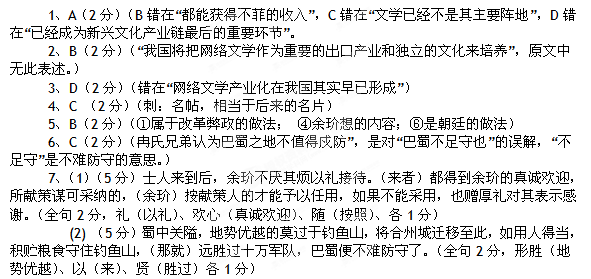 1、A（2分）（B错在“都能获得不菲的收入”，C错在“文学已经不是其主要阵地”，D错
在“已经成为新兴文化产业链最后的重要环节”。
2、B（2分）（“我国将把网络文学作为重要的出口产业和独立的文化来培养”，原文中
无此表述。）
3、D（2分）（错在“网络文学产业化在我国其实早已形成”）
4、C （2分）（刺：名帖，相当于后来的名片）
5、B（2分）（①属于改革弊政的做法； ④余玠想的内容；⑥是朝廷的做法）
6、C（2分）（冉氏兄弟认为巴蜀之地不值得戍防”，是对“巴蜀不足守也”的误解，“不
足守”是不难防守的意思。）
7、（1）（5分）士人来到后，余玠不厌其烦以礼接待。（来者）都得到余玠的真诚欢迎，
所献策谋可采纳的，（余玠）按献策人的才能予以任用，如果不能采用，也赠厚礼对其表示感
谢。（全句2分，礼（以礼）、欢心（真诚欢迎）、随（按照）、各1分）
(2) （5分）蜀中关隘，地势优越的莫过于钓鱼山，将合州城迁移至此，如用人得当，
积贮粮食守住钓鱼山，（那就）远胜过十万军队，巴蜀便不难防守了。（全句2分，形胜（地
势优越）、以（来）、贤（胜过）各1分）